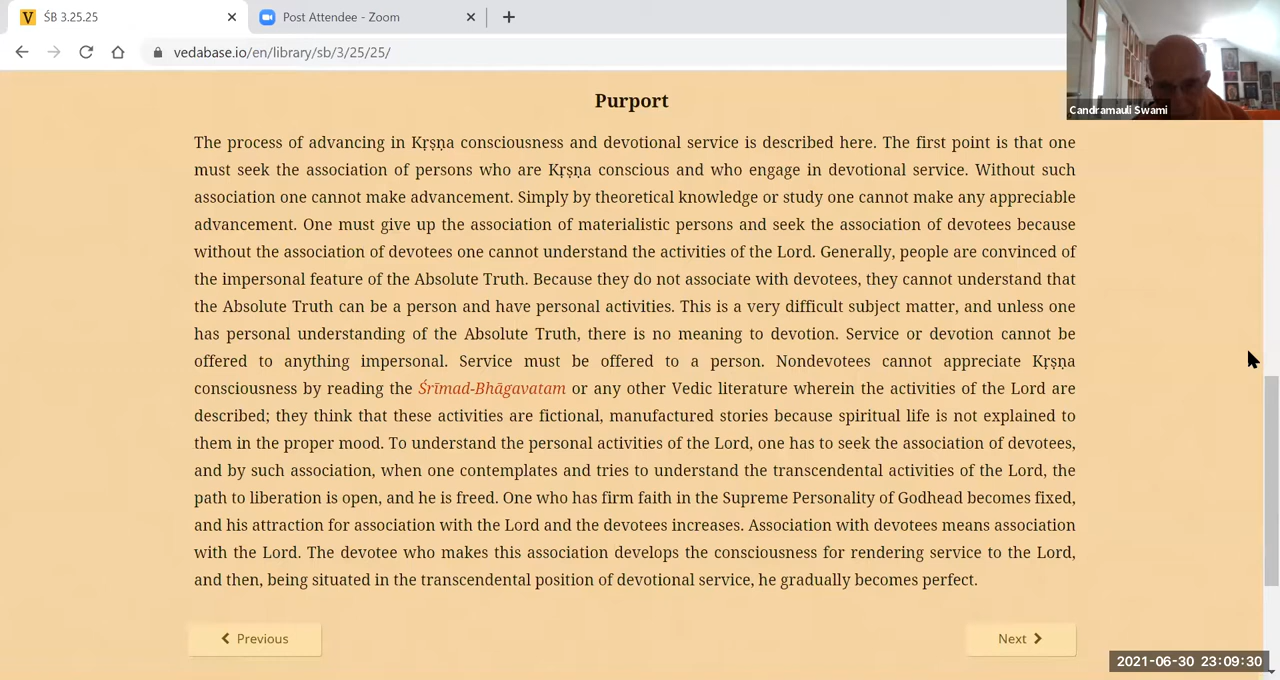 ŚB 3.25.25
Post Attendee - Zoom
vedabase.io/en/library/sb/3/25/25/
Candramauli Swami
Purport
The process of advancing in Kṛṣṇa consciousness and devotional service is described here. The first point is that one
must seek the association of persons who are Kṛṣṇa conscious and who engage in devotional service. Without such
association one cannot make advancement. Simply by theoretical knowledge or study one cannot make any appreciable
advancement. One must give up the association of materialistic persons and seek the association of devotees because
without the association of devotees one cannot understand the activities of the Lord. Generally, people are convinced of
the impersonal feature of the Absolute Truth. Because they do not associate with devotees, they cannot understand that
the Absolute Truth can be a person and have personal activities. This is a very difficult subject matter, and unless one
has personal understanding of the Absolute Truth, there is no meaning to devotion. Service or devotion cannot be
offered to anything impersonal. Service must be offered to a person. Nondevotees cannot appreciate Kṛṣṇa
consciousness by reading the Śrīmad-Bhāgavatam or any other Vedic literature wherein the activities of the Lord are
described; they think that these activities are fictional, manufactured stories because spiritual life is not explained to
them in the proper mood. To understand the personal activities of the Lord, one has to seek the association of devotees,
and by such association, when one contemplates and tries to understand the transcendental activities of the Lord, the
path to liberation is open, and he is freed. One who has firm faith in the Supreme Personality of Godhead becomes fixed,
and his attraction for association with the Lord and the devotees increases. Association with devotees means association
with the Lord. The devotee who makes this association develops the consciousness for rendering service to the Lord,
and then, being situated in the transcendental position of devotional service, he gradually becomes perfect.
Previous
Next
2021-06-30 23:09:30